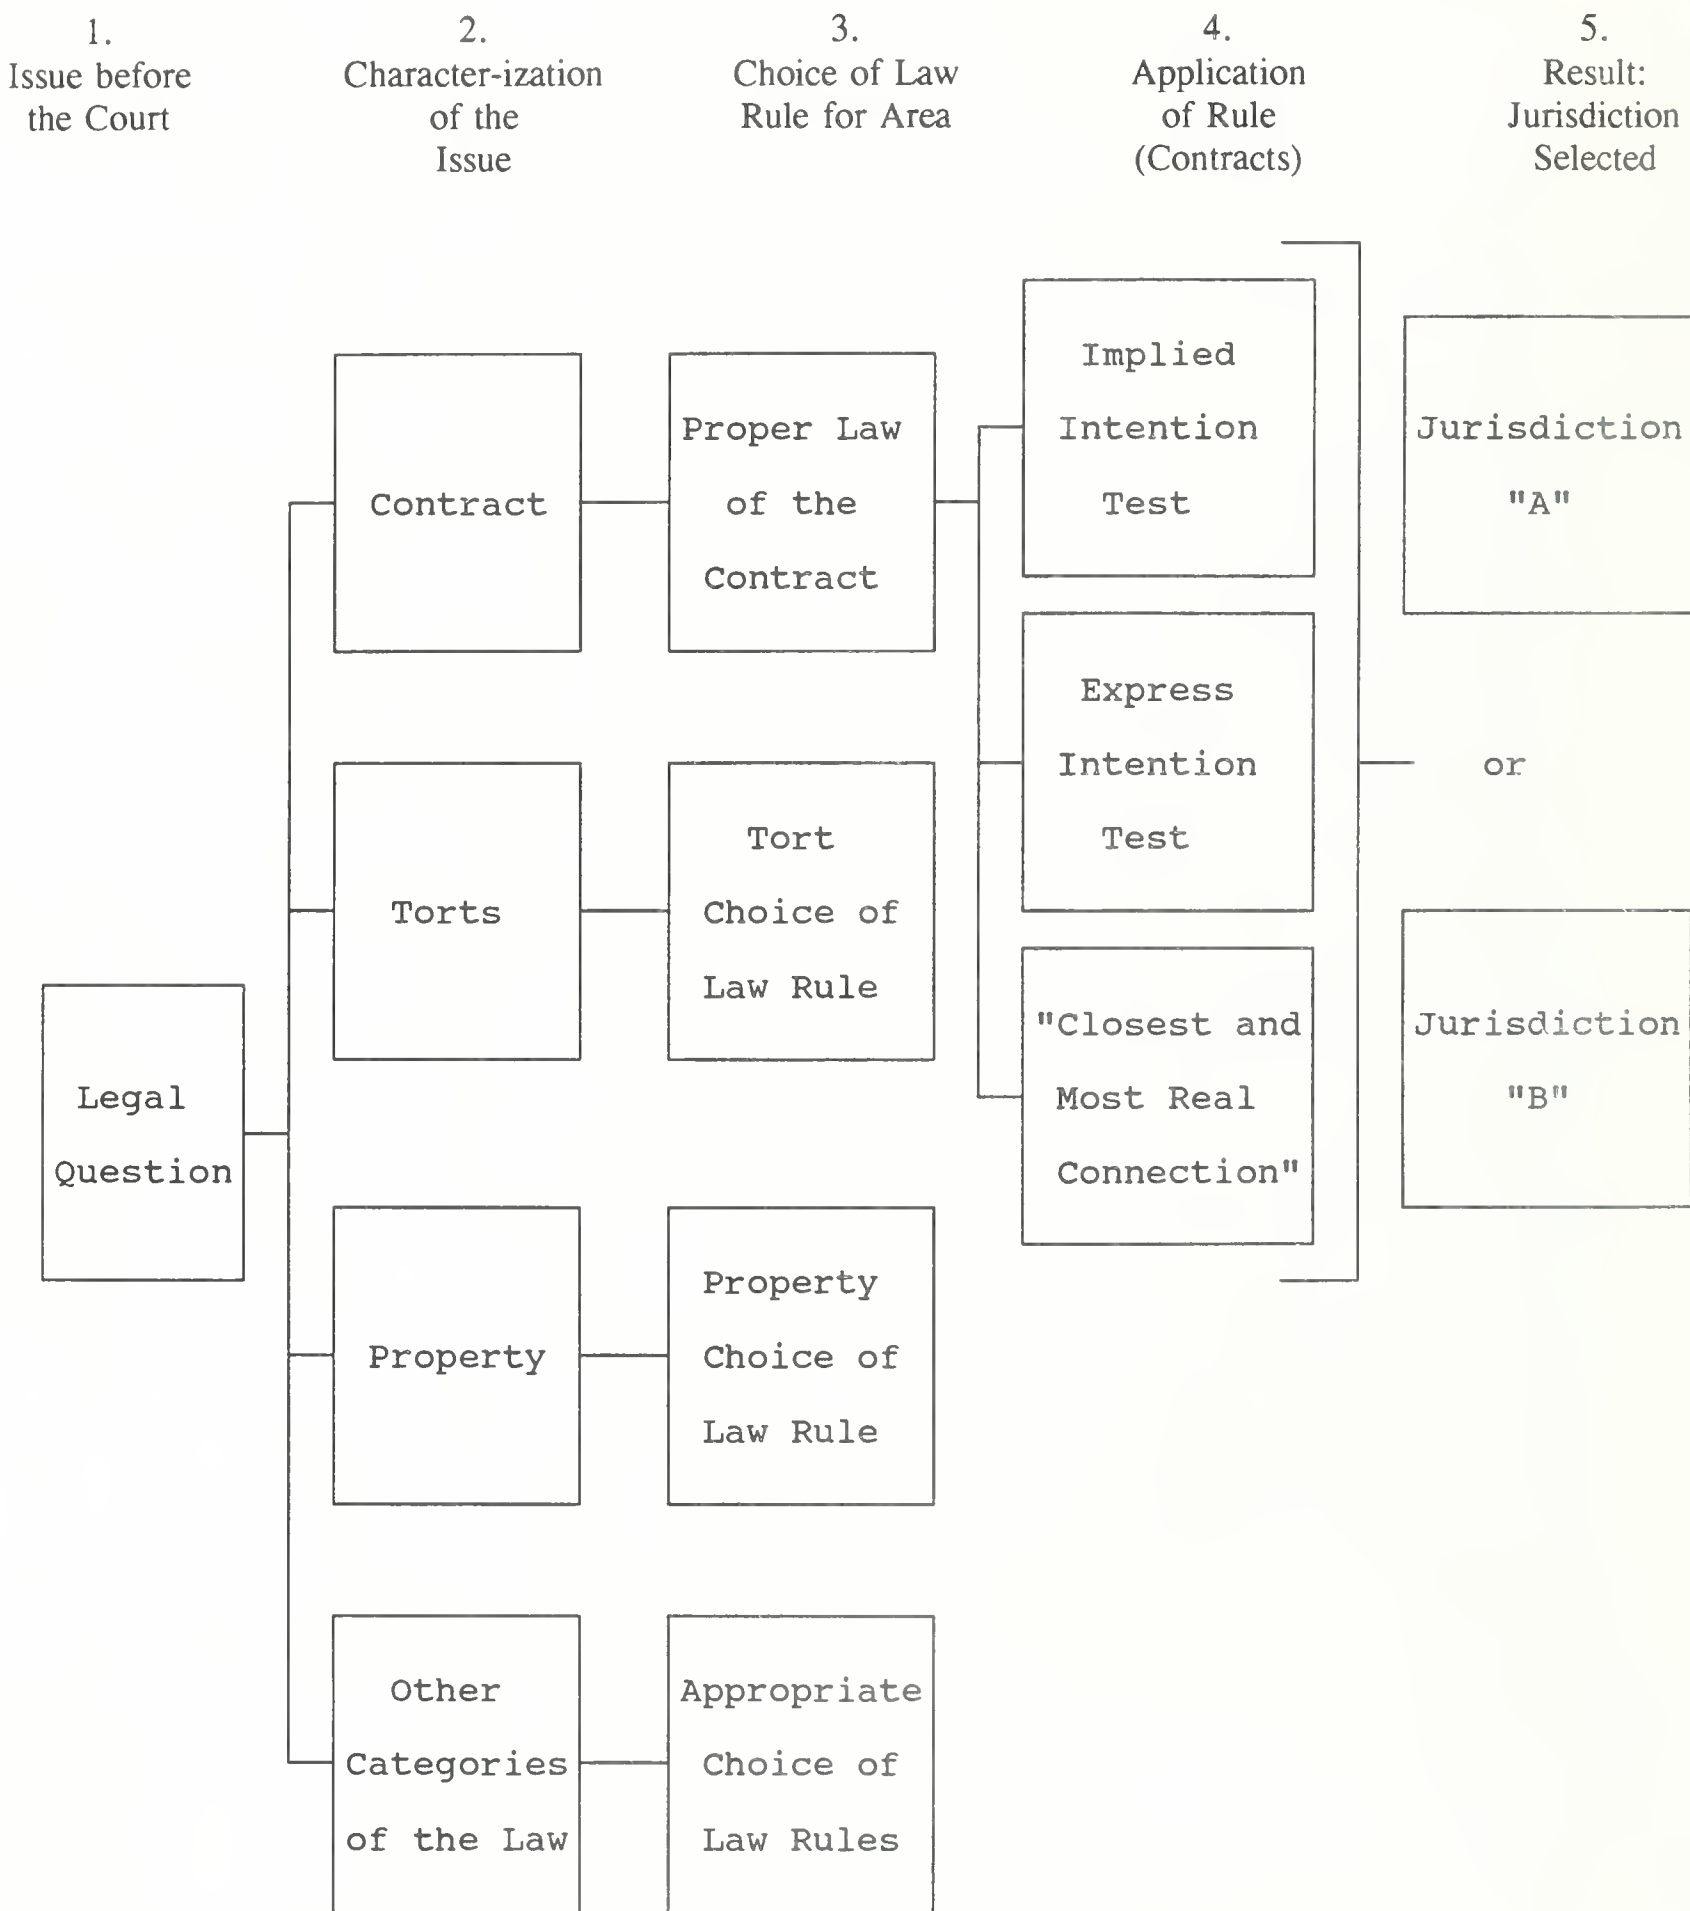 1.
Issue before
the Court
2.
Character-ization
of the
Issue
3.
Choice of Law
Rule for Area
4.
Application
of Rule
(Contracts)
5.
Result:
Jurisdiction
Selected
Legal
Question
Contract
Torts
Property
Other
Categories
of the Law
Proper Law
of the
Contract
Tort
Choice of
Law Rule
Property
Choice of
Law Rule
Appropriate
Choice of
Law Rules
Implied
Intention
Test
Express
Intention
Test
"Closest and
Most Real
Connection"
Jurisdiction
"A"
or
Jurisdiction
"B"